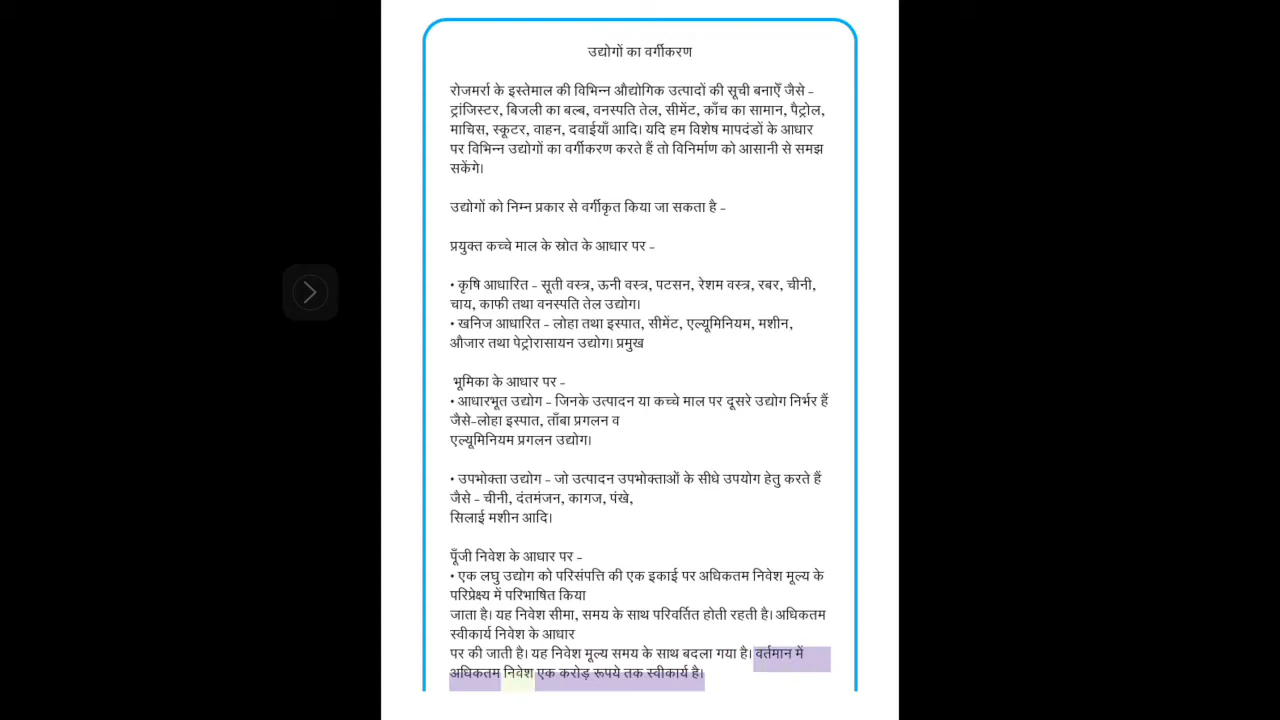 उद्योगों का वर्गीकरण
रोजमर्रा के इस्तेमाल की विभिन्न औद्योगिक उत्पादों की सूची बनाएँ जैसे -
ट्रांजिस्टर, बिजली का बल्ब, वनस्पति तेल, सीमेंट, काँच का सामान, पैट्रोल,
माचिस, स्कूटर, वाहन, दवाईयाँ आदि। यदि हम विशेष मापदंडों के आधार
पर विभिन्न उद्योगों का वर्गीकरण करते हैं तो विनिर्माण को आसानी से समझ
सकेंगे।
उद्योगों को निम्न प्रकार से वर्गीकृत किया जा सकता है -
प्रयुक्त कच्चे माल के स्रोत के आधार पर -
• कृषि आधारित - सूती वस्त्र, ऊनी वस्त्र, पटसन, रेशम वस्त्र, रबर, चीनी,
चाय, काफी तथा वनस्पति तेल उद्योग।
• खनिज आधारित - लोहा तथा इस्पात, सीमेंट, एल्यूमिनियम, मशीन,
औजार तथा पेट्रोरासायन उद्योग। प्रमुख
भूमिका के आधार पर -
• आधारभूत उद्योग - जिनके उत्पादन या कच्चे माल पर दूसरे उद्योग निर्भर हैं
जैसे-लोहा इस्पात, ताँबा प्रगलन व
एल्यूमिनियम प्रगलन उद्योग।
• उपभोक्ता उद्योग - जो उत्पादन उपभोक्ताओं के सीधे उपयोग हेतु करते हैं
जैसे - चीनी, दंतमंजन, कागज, पंखे,
सिलाई मशीन आदि।
पूँजी निवेश के आधार पर -
• एक लघु उद्योग को परिसंपत्ति की एक इकाई पर अधिकतम निवेश मूल्य के
परिप्रेक्ष्य में परिभाषित किया
जाता है। यह निवेश सीमा, समय के साथ परिवर्तित होती रहती है। अधिकतम
स्वीकार्य निवेश के आधार
पर की जाती है। यह निवेश मूल्य समय के साथ बदला गया है। वर्तमान में
अधिकतम निवेश एक करोड़ रूपये तक स्वीकार्य है।